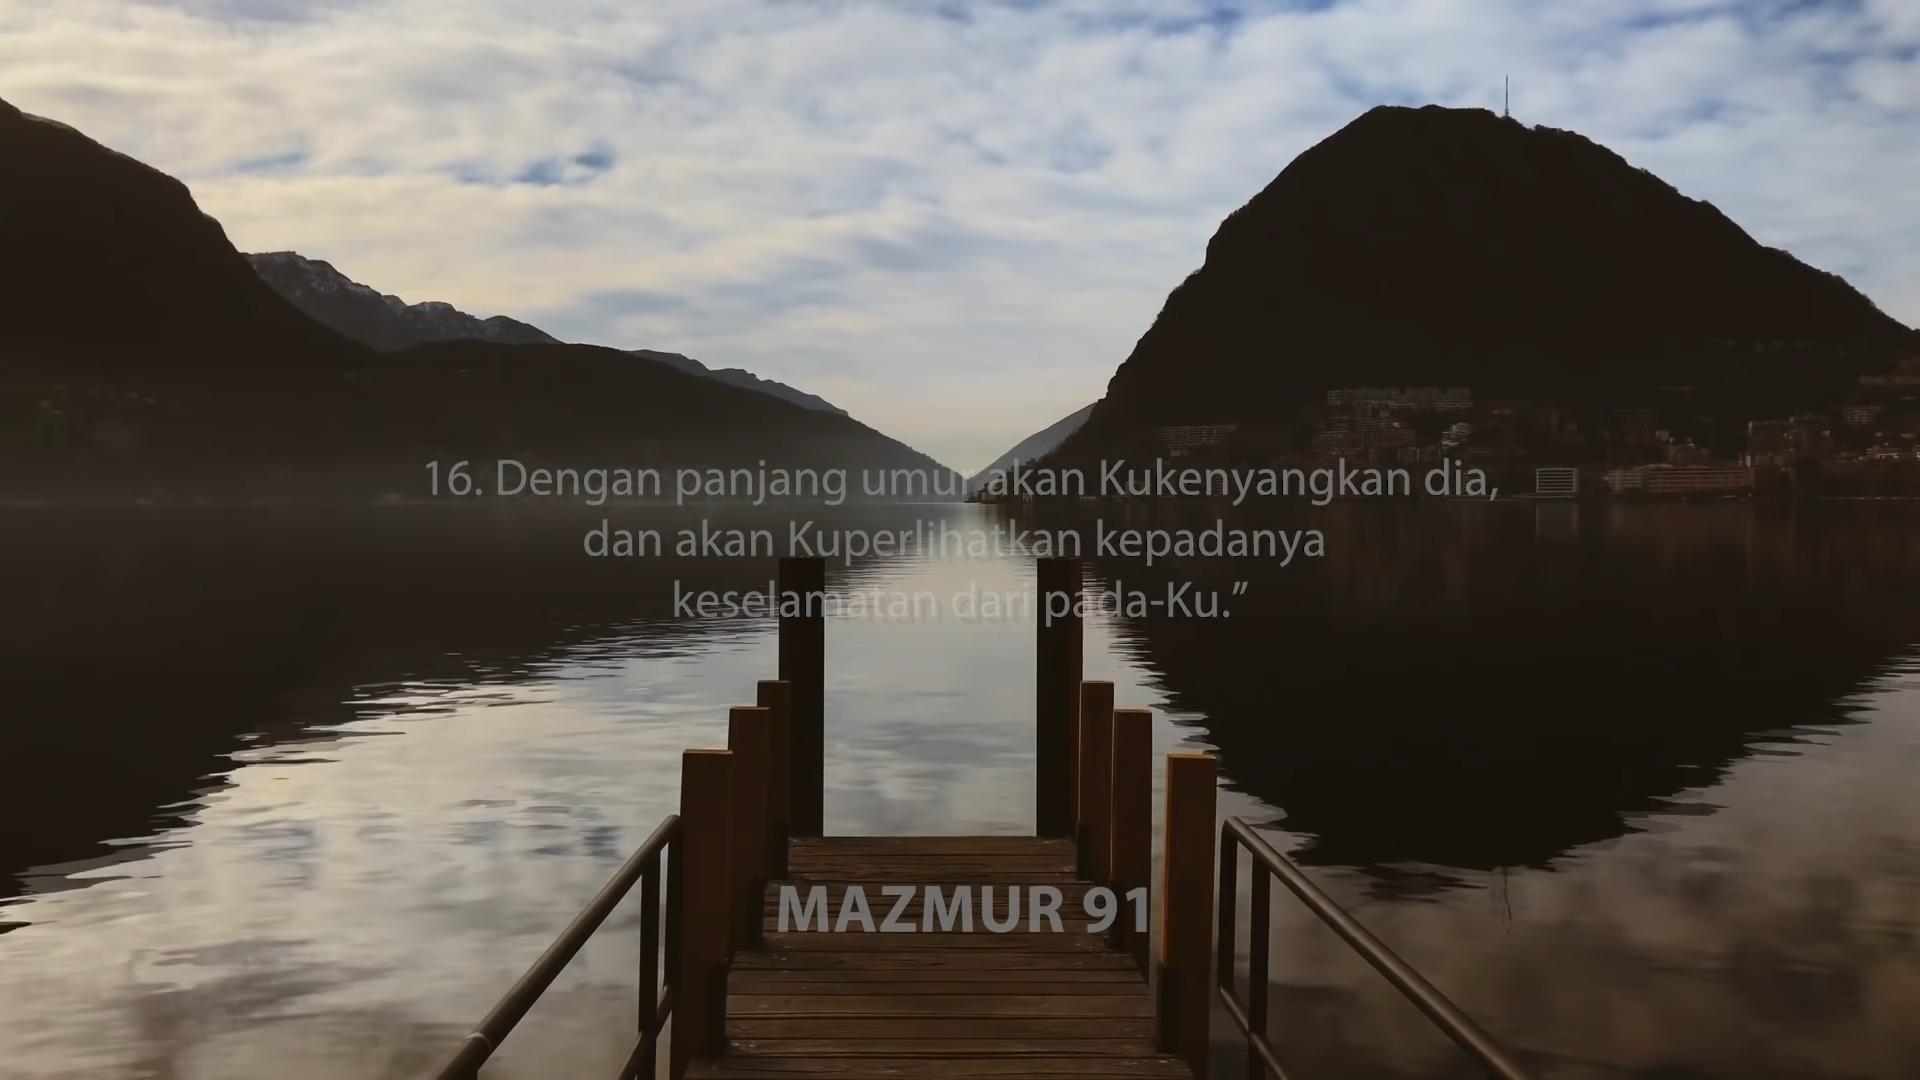 16. Dengan panjang umur akan Kukenyangkan dia,
dan akan Kuperlihatkan kepadanya
keselamatan dari pada-Ku.”
MAZMUR 91